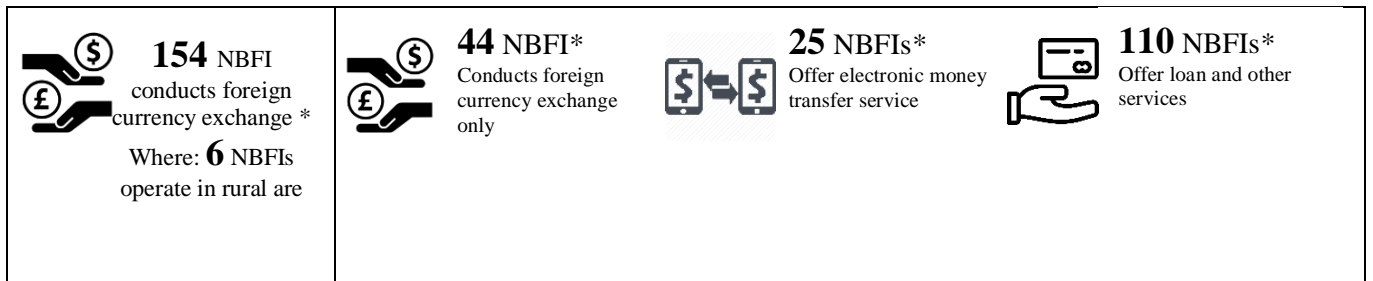 154 NBFI
conducts foreign
currency exchange *
Where: 6 NBFIs
operate in rural are
44 NBFI*
Conducts foreign
currency exchange
only
25 NBFIs*
Offer electronic money
transfer service
110 NBFIs*
Offer loan and other
services